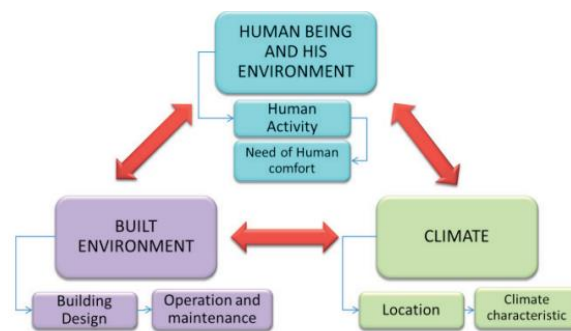 HUMAN BEING
AND HIS
ENVIRONMENT
Human
Activity
Need of Human
comfort
BUILT
ENVIRONMENT
CLIMATE
Building
Design
Operation and
maintenance
Location
Climate
characteristic